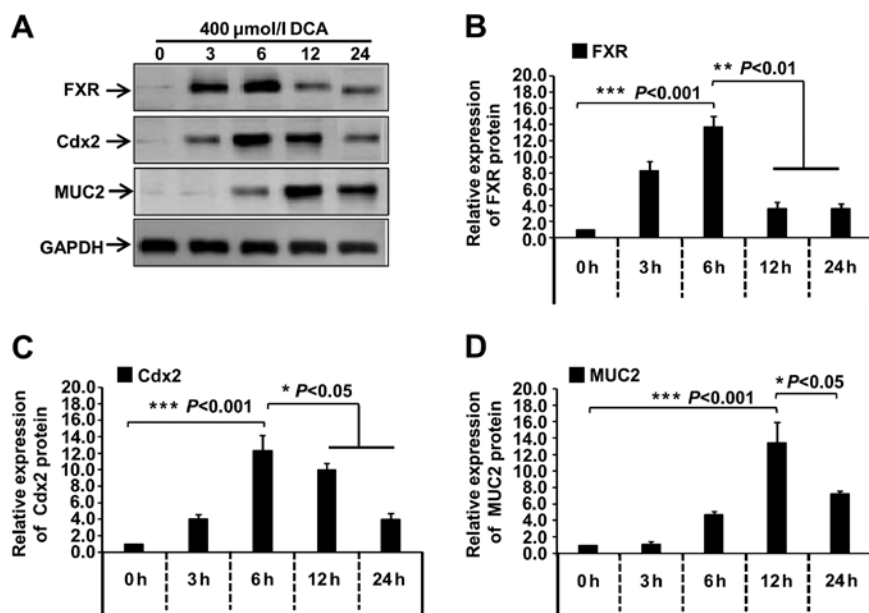 A
400 µmol/l DCA
0 3 6 12 24
FXR
Cdx2
MUC2
GAPDH
B
FXR
Relative expression
of FXR protein
20.0
18.0
16.0
14.0
12.0
10.0
8.0
6.0
4.0
2.0
0.0
*** P<0.001
** P<0.01
0 h 3 h 6 h 12 h 24 h
C
Cdx2
Relative expression
of Cdx2 protein
20.0
18.0
16.0
14.0
12.0
10.0
8.0
6.0
4.0
2.0
0.0
*** P<0.001
* P<0.05
0 h 3 h 6 h 12 h 24 h
D
MUC2
Relative expression
of MUC2 protein
20.0
18.0
16.0
14.0
12.0
10.0
8.0
6.0
4.0
2.0
0.0
*** P<0.001
* P<0.05
0 h 3 h 6 h 12 h 24 h